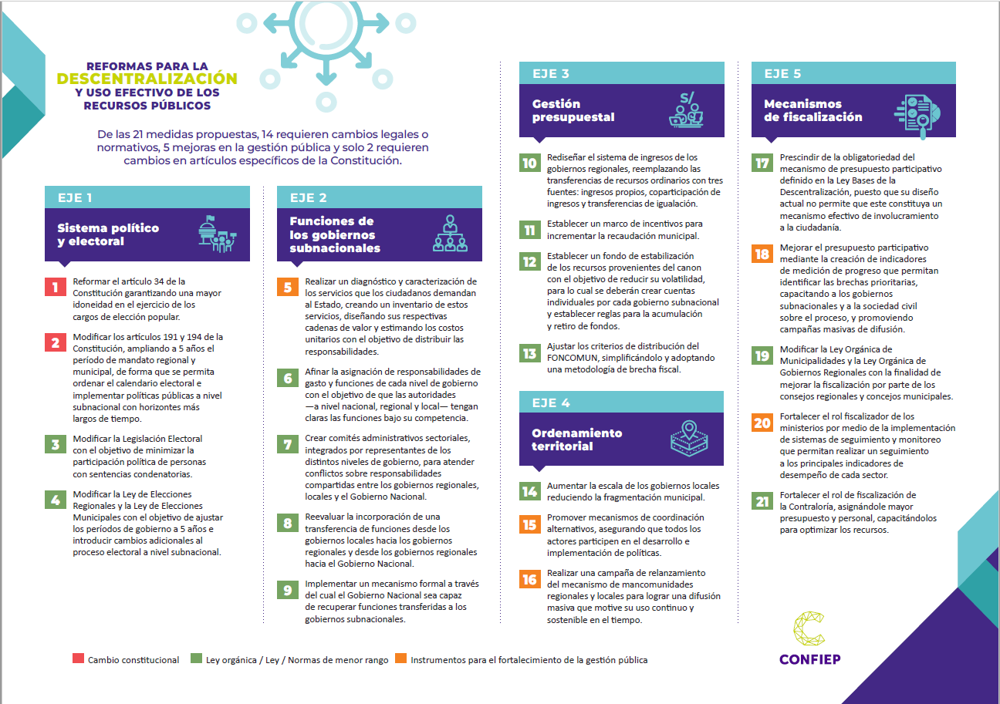 REFORMAS PARA LA
DESCENTRALIZACIÓN
Y USO EFECTIVO DE LOS
RECURSOS PÚBLICOS
De las 21 medidas propuestas, 14 requieren cambios legales o
normativos, 5 mejoras en la gestión pública y solo 2 requieren
cambios en artículos específicos de la Constitución.
EJE 1
Sistema político
y electoral
1
Reformar el artículo 34 de la
Constitución garantizando una mayor
idoneidad en el ejercicio de los
cargos de elección popular.
2
Modificar los artículos 191 y 194 de la
Constitución, ampliando a 5 años el
período de mandato regional y
municipal, de forma que se permita
ordenar el calendario electoral e
implementar políticas públicas a nivel
subnacional con horizontes más
largos de tiempo.
3
Modificar la Legislación Electoral
con el objetivo de minimizar la
participación política de personas
con sentencias condenatorias.
4
Modificar la Ley de Elecciones
Regionales y la Ley de Elecciones
Municipales con el objetivo de ajustar
los períodos de gobierno a 5 años e
introducir cambios adicionales al
proceso electoral a nivel subnacional.
EJE 2
Funciones de
los gobiernos
subnacionales
5
Realizar un diagnóstico y caracterización de
los servicios que los ciudadanos demandan
al Estado, creando un inventario de estos
servicios, diseñando sus respectivas
cadenas de valor y estimando los costos
unitarios con el objetivo de distribuir las
responsabilidades.
6
Afinar la asignación de responsabilidades de
gasto y funciones de cada nivel de gobierno
con el objetivo de que las autoridades
—a nivel nacional, regional y local— tengan
claras las funciones bajo su competencia.
7
Crear comités administrativos sectoriales,
integrados por representantes de los
distintos niveles de gobierno, para atender
conflictos sobre responsabilidades
compartidas entre los gobiernos regionales,
locales y el Gobierno Nacional.
8
Reevaluar la incorporación de una
transferencia de funciones desde los
gobiernos locales hacia los gobiernos
regionales y desde los gobiernos regionales
hacia el Gobierno Nacional.
9
Implementar un mecanismo formal a través
del cual el Gobierno Nacional sea capaz
de recuperar funciones transferidas a los
gobiernos subnacionales.
EJE 3
Gestión
presupuestal
S/
10
Rediseñar el sistema de ingresos de los
gobiernos regionales, reemplazando las
transferencias de recursos ordinarios con tres
fuentes: ingresos propios, coparticipación de
ingresos y transferencias de igualación.
11
Establecer un marco de incentivos para
incrementar la recaudación municipal.
12
Establecer un fondo de estabilización
de los recursos provenientes del canon
con el objetivo de reducir su volatilidad,
para lo cual se deberán crear cuentas
individuales por cada gobierno subnacional
y establecer reglas para la acumulación
y retiro de fondos.
13
Ajustar los criterios de distribución del
FONCOMUN, simplificándolo y adoptando
una metodología de brecha fiscal.
EJE 4
Ordenamiento
territorial
14
Aumentar la escala de los gobiernos locales
reduciendo la fragmentación municipal.
15
Promover mecanismos de coordinación
alternativos, asegurando que todos los
actores participen en el desarrollo e
implementación de políticas.
16
Realizar una campaña de relanzamiento
del mecanismo de mancomunidades
regionales y locales para lograr una difusión
masiva que motive su uso continuo y
sostenible en el tiempo.
EJE 5
Mecanismos
de fiscalización
17
Prescindir de la obligatoriedad del
mecanismo de presupuesto participativo
definido en la Ley Bases de la
Descentralización, puesto que su diseño
actual no permite que este constituya un
mecanismo efectivo de involucramiento
a la ciudadanía.
18
Mejorar el presupuesto participativo
mediante la creación de indicadores
de medición de progreso que permitan
identificar las brechas prioritarias,
capacitando a los gobiernos
subnacionales y a la sociedad civil
sobre el proceso, y promoviendo
campañas masivas de difusión.
19
Modificar la Ley Orgánica de
Municipalidades y la Ley Orgánica de
Gobiernos Regionales con la finalidad de
mejorar la fiscalización por parte de los
consejos regionales y concejos municipales.
20
Fortalecer el rol fiscalizador de los
ministerios por medio de la implementación
de sistemas de seguimiento y monitoreo
que permitan realizar un seguimiento
a los principales indicadores de
desempeño de cada sector.
21
Fortalecer el rol de fiscalización de
la Contraloría, asignándole mayor
presupuesto y personal, capacitándolos
para optimizar los recursos.
CONFIEP
Cambio constitucional
Ley orgánica / Ley / Normas de menor rango
Instrumentos para el fortalecimiento de la gestión pública